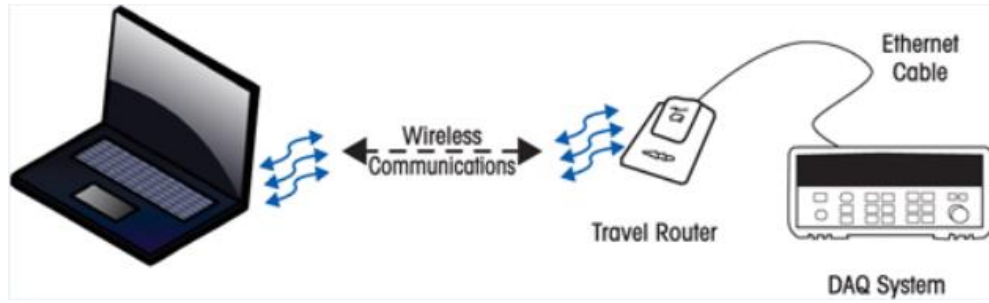 Ethernet
Cable
Wireless
Communications
Travel Router
DAQ System